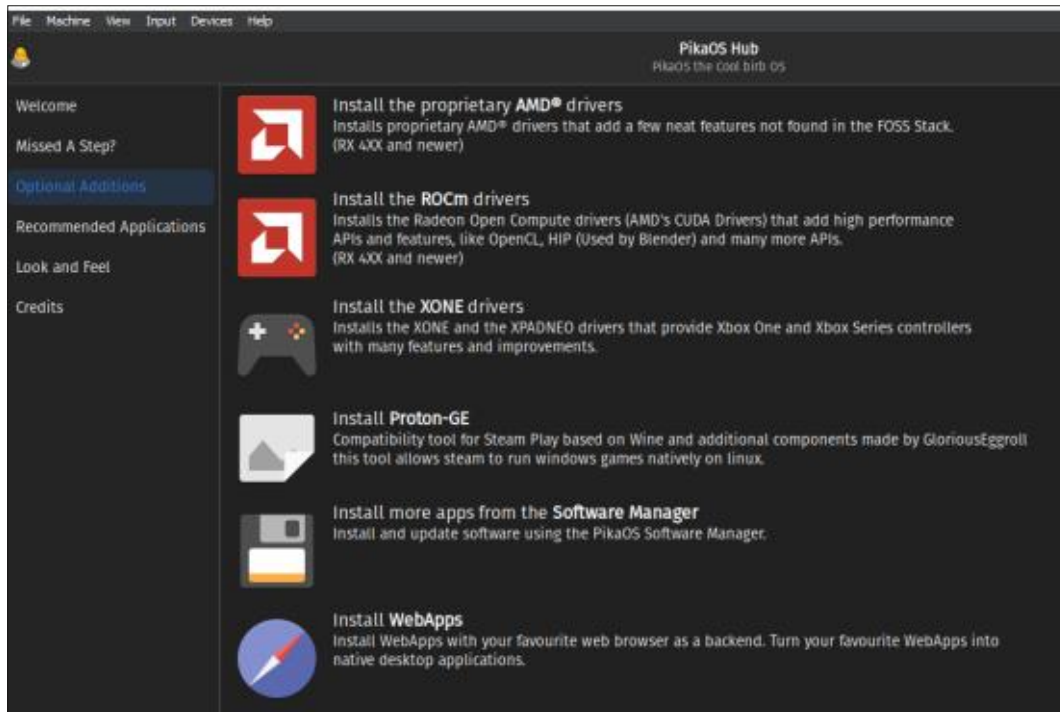 File Machine View Input Devices Help
PikaOS Hub
PikaOS the Cool birb OS
Welcome
Missed A Step?
Optional Additions
Recommended Applications
Look and Feel
Credits
Install the proprietary AMD® drivers
Installs proprietary AMD® drivers that add a few neat features not found in the FOSS Stack.
(RX 4XX and newer)
Install the ROCm drivers
Installs the Radeon Open Compute drivers (AMD's CUDA Drivers) that add high performance
APIs and features, like OpenCL, HIP (Used by Blender) and many more APIs.
(RX 4XX and newer)
Install the XONE drivers
Installs the XONE and the XPADNEO drivers that provide Xbox One and Xbox Series controllers
with many features and improvements.
Install Proton-GE
Compatibility tool for Steam Play based on Wine and additional components made by GloriousEggroll
this tool allows steam to run windows games natively on linux.
Install more apps from the Software Manager
Install and update software using the PikaOS Software Manager.
Install WebApps
Install WebApps with your favourite web browser as a backend. Turn your favourite WebApps into
native desktop applications.